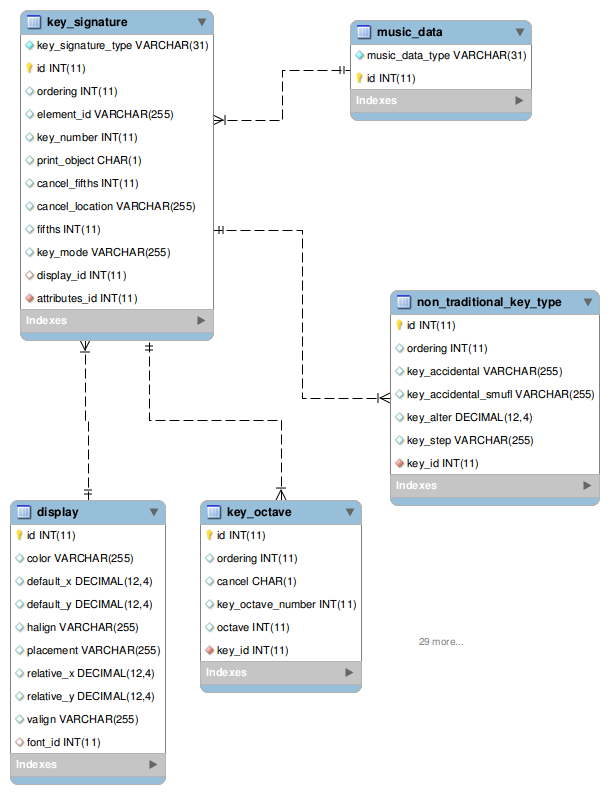 key_signature
key_signature_type VARCHAR(31)
id INT(11)
ordering INT(11)
element_id VARCHAR(255)
key_number INT(11)
print_object CHAR(1)
cancel_fifths INT(11)
cancel_location VARCHAR(255)
fifths INT(11)
key_mode VARCHAR(255)
display_id INT(11)
attributes_id INT(11)
Indexes
music_data
music_data_type VARCHAR(31)
id INT(11)
Indexes
non_traditional_key_type
id INT(11)
ordering INT(11)
key_accidental VARCHAR(255)
key_accidental_smufl VARCHAR(255)
key_alter DECIMAL(12,4)
key_step VARCHAR(255)
key_id INT(11)
Indexes
display
id INT(11)
color VARCHAR(255)
default_x DECIMAL(12,4)
default_y DECIMAL(12,4)
halign VARCHAR(255)
placement VARCHAR(255)
relative_x DECIMAL(12,4)
relative_y DECIMAL(12,4)
valign VARCHAR(255)
font_id INT(11)
Indexes
key_octave
id INT(11)
ordering INT(11)
cancel CHAR(1)
key_octave_number INT(11)
octave INT(11)
key_id INT(11)
Indexes
29 more...